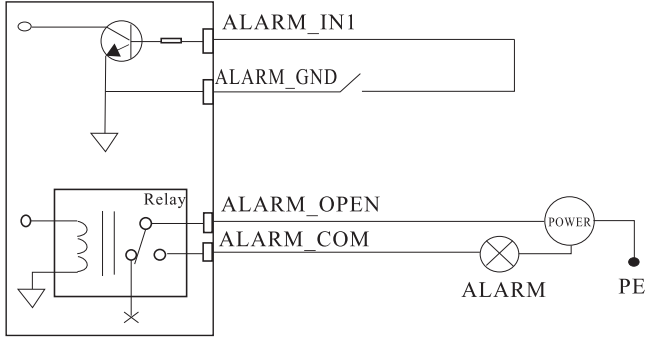 ALARM_IN1
ALARM_GND
Relay
ALARM_OPEN
POWER
ALARM_COM
ALARM
PE